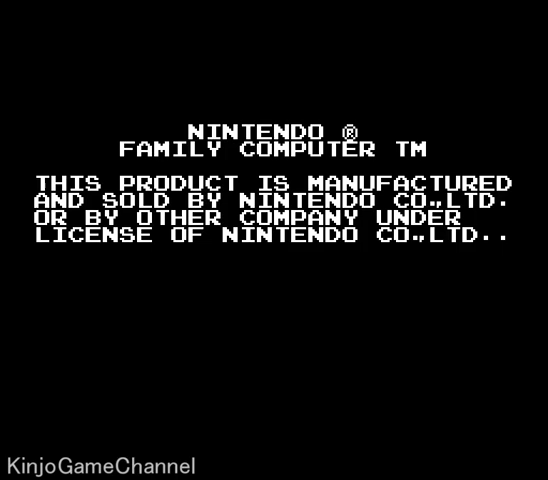 NINTENDO ®
FAMILY COMPUTER TM
THIS PRODUCT IS MANUFACTURED
AND SOLD BY NINTENDO CO.,LTD.
OR BY OTHER COMPANY UNDER
LICENSE OF NINTENDO CO.,LTD..
KinjoGameChannel